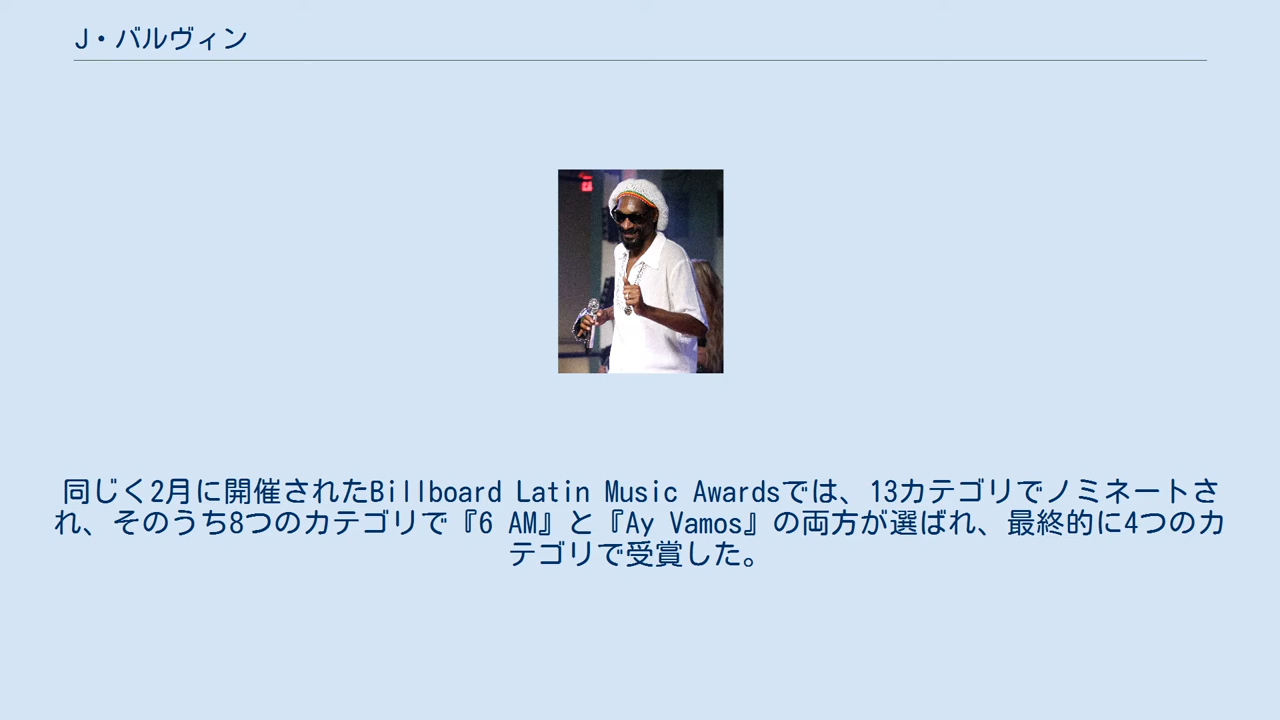 J・バルヴィン
同じく2月に開催されたBillboard Latin Music Awardsでは、13カテゴリでノミネートさ
れ、そのうち8つのカテゴリで『6 AM』と『Ay Vamos』の両方が選ばれ、最終的に4つのカ
テゴリで受賞した。